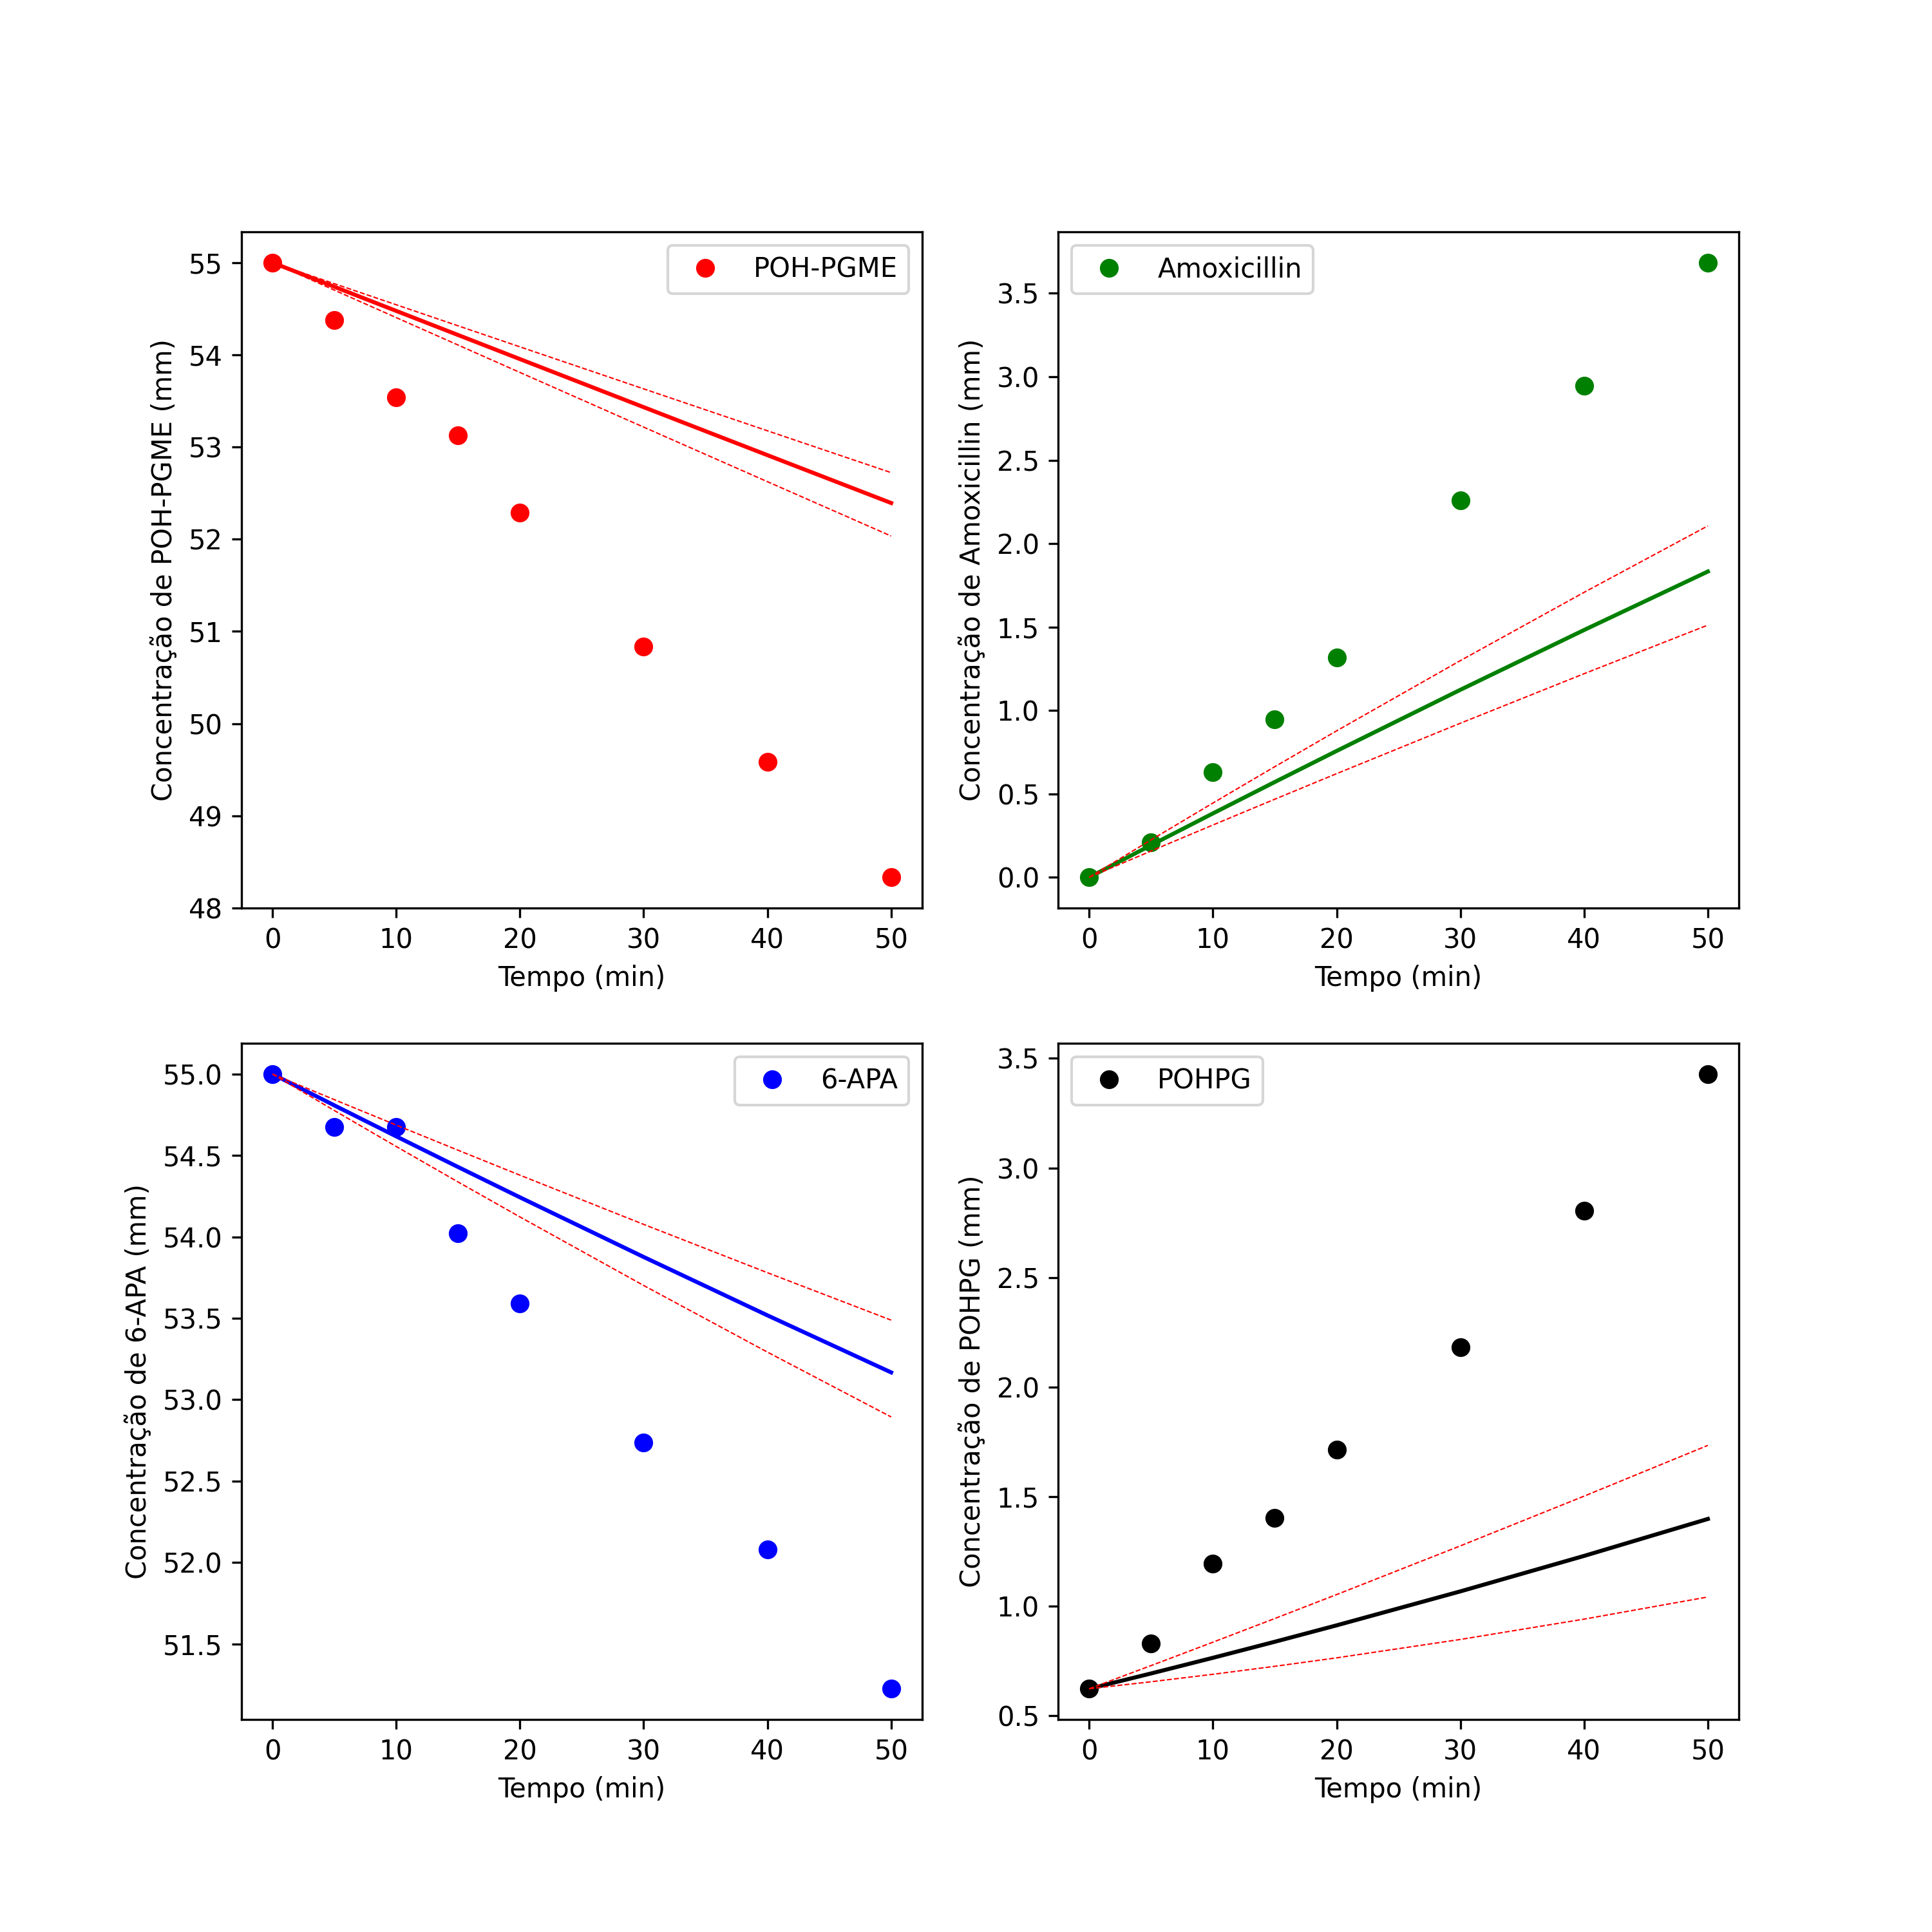 POH-PGME
Concentração de POH-PGME (mm)
55
54
53
52
51
50
49
48
0 10 20 30 40 50
Tempo (min)
Amoxicillin
Concentração de Amoxicillin (mm)
3.5
3.0
2.5
2.0
1.5
1.0
0.5
0.0
0 10 20 30 40 50
Tempo (min)
6-APA
Concentração de 6-APA (mm)
55.0
54.5
54.0
53.5
53.0
52.5
52.0
51.5
0 10 20 30 40 50
Tempo (min)
POHPG
Concentração de POHPG (mm)
3.5
3.0
2.5
2.0
1.5
1.0
0.5
0 10 20 30 40 50
Tempo (min)